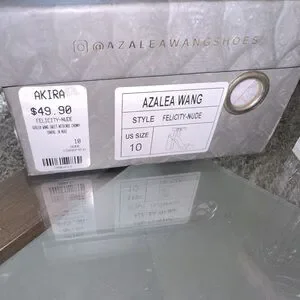 @AZALEAWANGSHOES
AKIRA
$49.90
FELICITY-NUDE
10
AZALEA WANG
STYLE FELICITY-NUDE
US SIZE
10